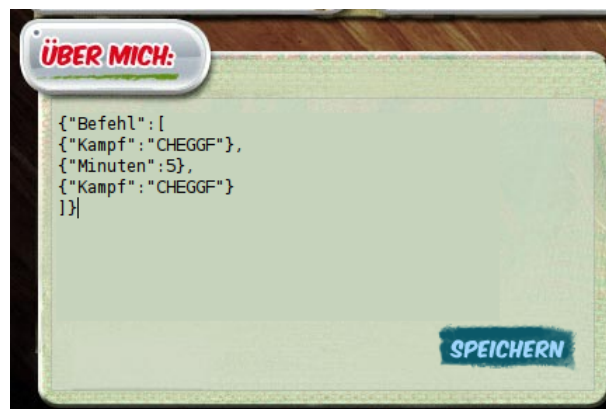 ÜBER MICH:
{"Befehl":[
{"Kampf":"CHEGGF"},
{"Minuten":5},
{"Kampf":"CHEGGF"}
]}
SPEICHERN